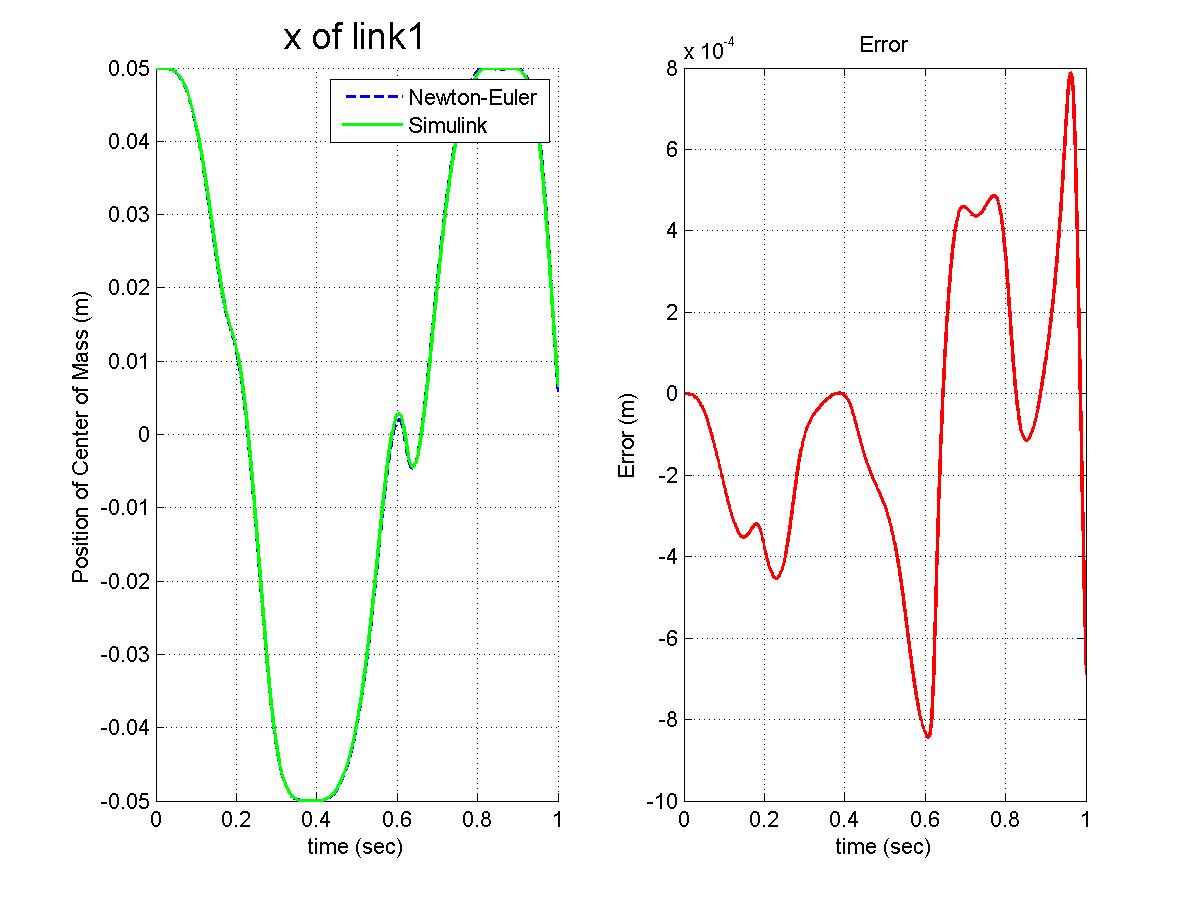 x of link1
0.05
0.04
0.03
0.02
0.01
0
-0.01
-0.02
-0.03
-0.04
-0.05
Position of Center of Mass (m)
Newton-Euler
Simulink
0 0.2 0.4 0.6 0.8 1
time (sec)
Error
x 10^-4
8
6
4
2
0
-2
-4
-6
-8
-10
Error (m)
0 0.2 0.4 0.6 0.8 1
time (sec)